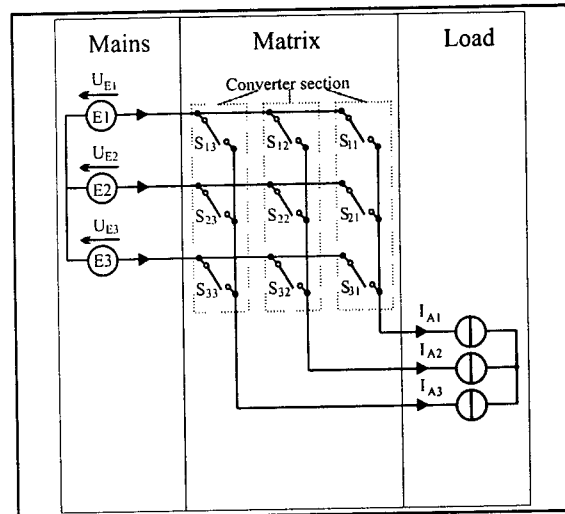 Mains
Matrix
Load
Converter section
U_E1
E1
S_13
S_12
S_11
U_E2
E2
S_23
S_22
S_21
U_E3
E3
S_33
S_32
S_31
I_A1
I_A2
I_A3